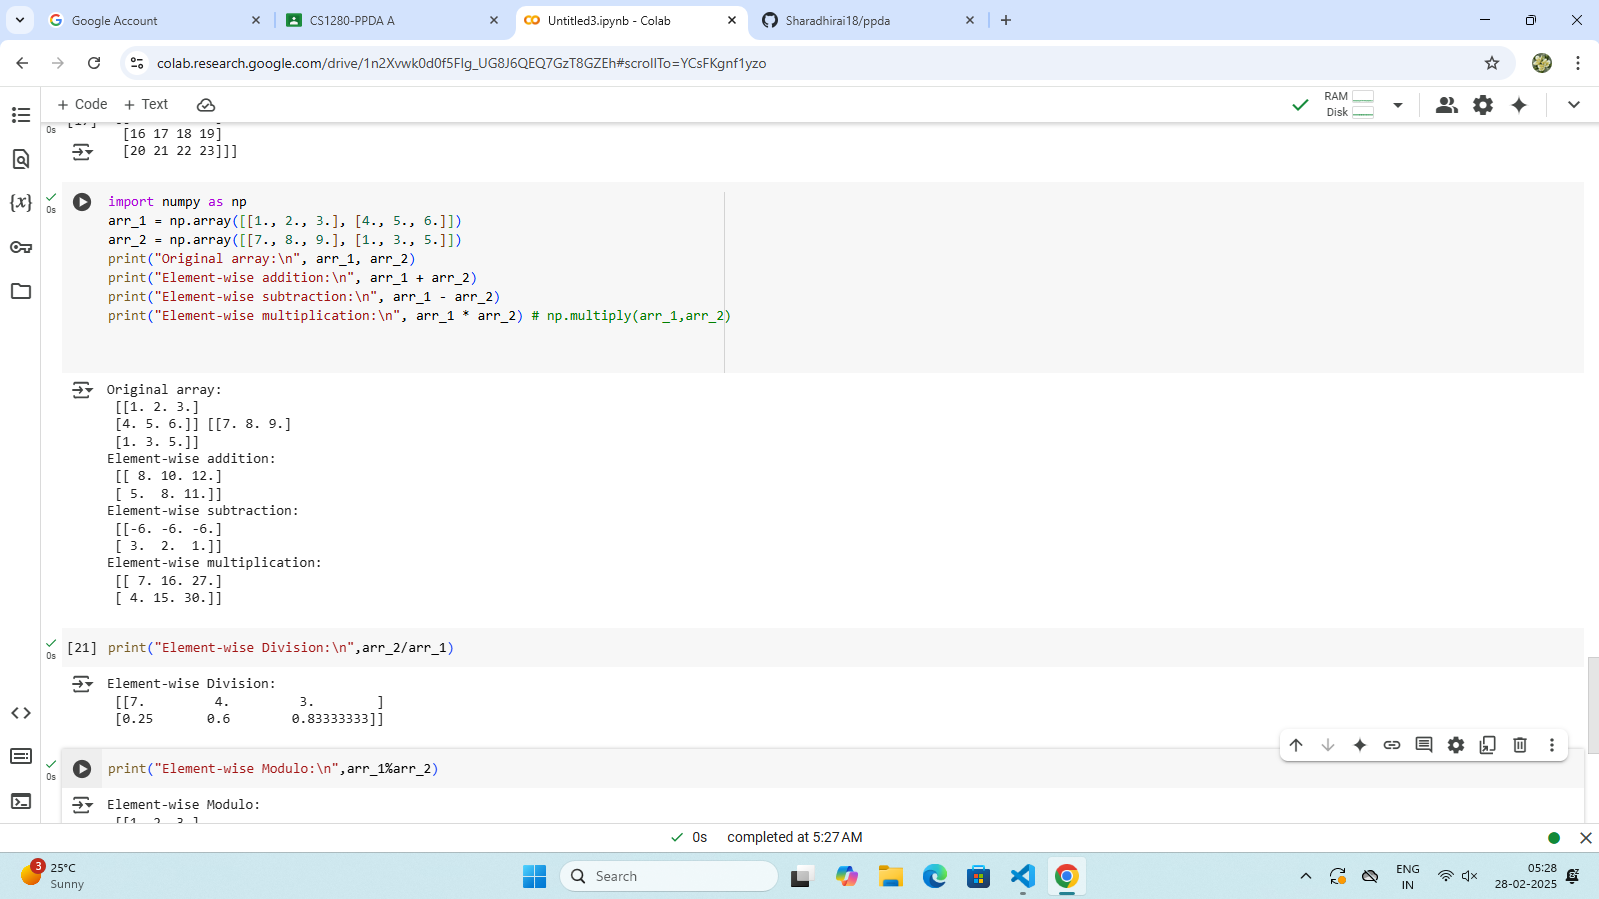 Google Account
CS1280-PPDA A
Untitled3.ipynb - Colab
Sharadhirai18/ppda
colab.research.google.com/drive/1n2Xvwk0d0f5FIg_UG8J6QEQ7GzT8GZEh#scrollTo=YCsFKgnf1yzo
+ Code + Text
RAM
Disk
0s
[16 17 18 19]
[20 21 22 23]]]
0s
import numpy as np
arr_1 = np.array([[1., 2., 3.], [4., 5., 6.]])
arr_2 = np.array([[7., 8., 9.], [1., 3., 5.]])
print("Original array:\n", arr_1, arr_2)
print("Element-wise addition:\n", arr_1 + arr_2)
print("Element-wise subtraction:\n", arr_1 - arr_2)
print("Element-wise multiplication:\n", arr_1 * arr_2) # np.multiply(arr_1,arr_2)
Original array:
[[1. 2. 3.]
[4. 5. 6.]] [[7. 8. 9.]
[1. 3. 5.]]
Element-wise addition:
[[ 8. 10. 12.]
[ 5.  8. 11.]]
Element-wise subtraction:
[[-6. -6. -6.]
[ 3.  2.  1.]]
Element-wise multiplication:
[[ 7. 16. 27.]
[ 4. 15. 30.]]
0s
[21] print("Element-wise Division:\n",arr_2/arr_1)
Element-wise Division:
[[7.         4.         3.        ]
[0.25       0.6        0.83333333]]
0s
print("Element-wise Modulo:\n",arr_1%arr_2)
Element-wise Modulo:
[[1. 2. 3.]
0s completed at 5:27 AM
3
25°C
Sunny
Search
ENG
IN
05:28
28-02-2025